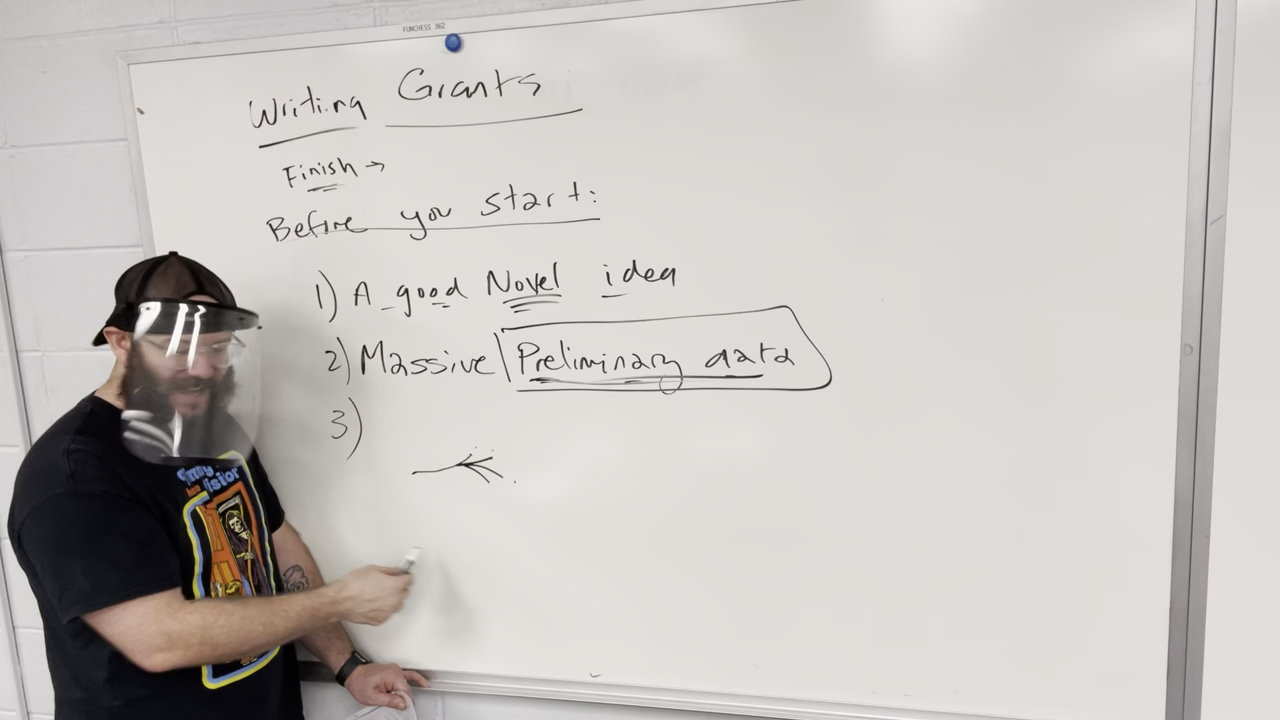 FUNCHESS 362
Writing Grants
Finish →
Before you start:
1) A good Novel idea
2) Massive Preliminary data
3)